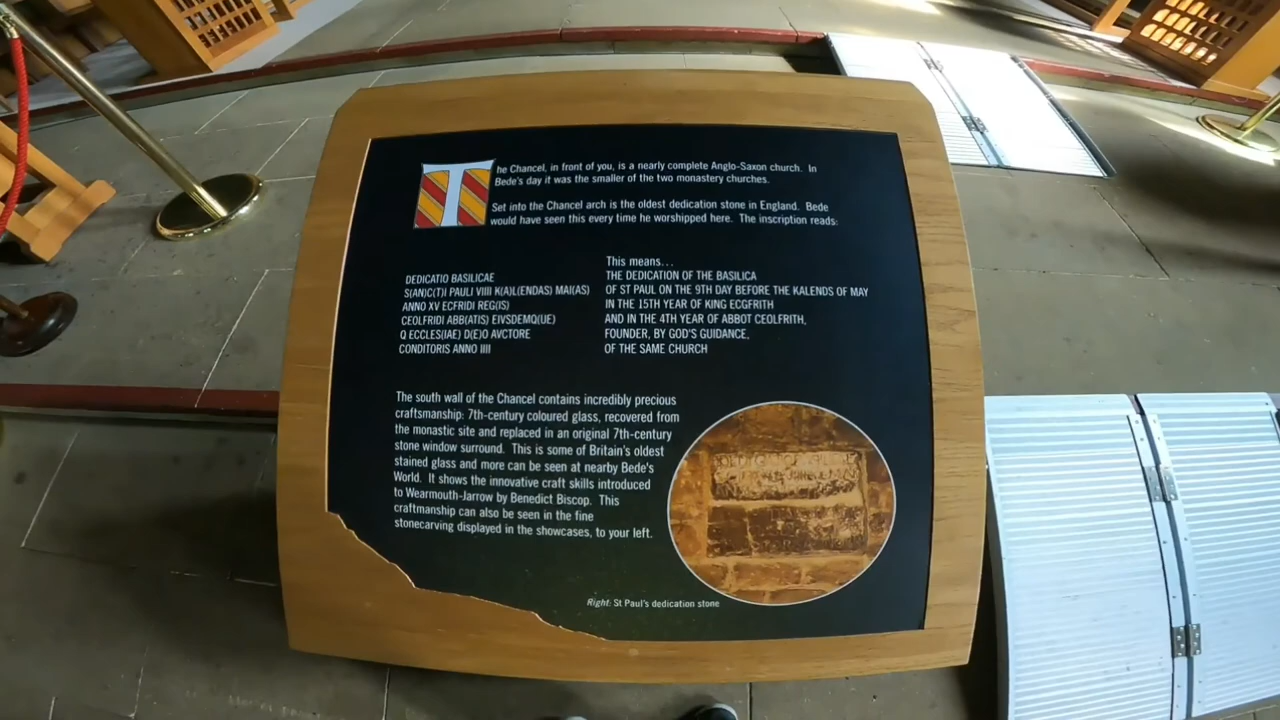 The Chancel, in front of you, is a nearly complete Anglo-Saxon church. In
Bede's day it was the smaller of the two monastery churches.
Set into the Chancel arch is the oldest dedication stone in England. Bede
would have seen this every time he worshipped here. The inscription reads:
DEDICATIO BASILICAE
S(AN)C(T)I PAULI VIIII K(A)L(ENDAS) MAI(AS)
ANNO XV ECFRIDI REG(IS)
CEOLFRIDI ABB(ATIS) EIVSDEMQ(UE)
Q ECCLES(IAE) D(E)O AVCTORE
CONDITORIS ANNO IIII
This means...
THE DEDICATION OF THE BASILICA
OF ST PAUL ON THE 9TH DAY BEFORE THE KALENDS OF MAY
IN THE 15TH YEAR OF KING ECGFRITH
AND IN THE 4TH YEAR OF ABBOT CEOLFRITH,
FOUNDER, BY GOD'S GUIDANCE,
OF THE SAME CHURCH
The south wall of the Chancel contains incredibly precious
craftsmanship: 7th-century coloured glass, recovered from
the monastic site and replaced in an original 7th-century
stone window surround. This is some of Britain's oldest
stained glass and more can be seen at nearby Bede's
World. It shows the innovative craft skills introduced
to Wearmouth-Jarrow by Benedict Biscop. This
craftmanship can also be seen in the fine
stonecarving displayed in the showcases, to your left.
Right: St Paul's dedication stone